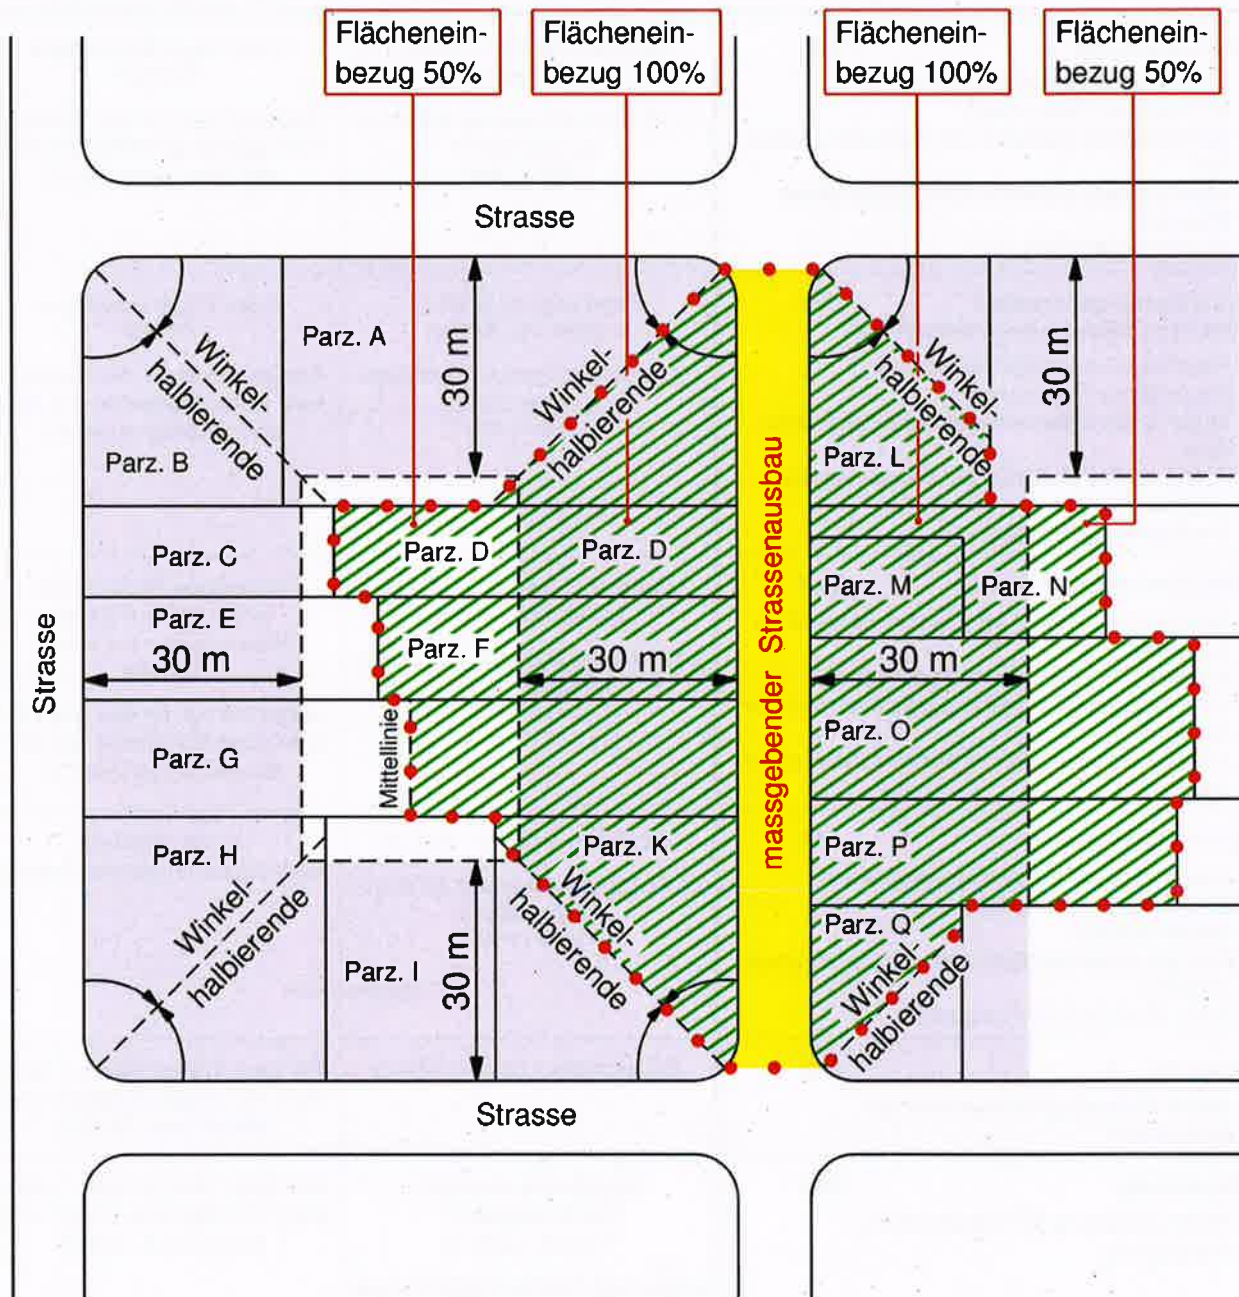 Flächenein-
bezug 50%
Flächenein-
bezug 100%
Flächenein-
bezug 100%
Flächenein-
bezug 50%
Strasse
Parz. A
30 m
Winkel-
halbierende
Winkel-
halbierende
Winkel-
halbierende
30 m
Parz. B
Parz. L
Parz. C
Parz. D
Parz. D
Parz. M
Parz. N
Parz. E
Parz. F
30 m
30 m
30 m
Strasse
massgebender Strassenausbau
Parz. G
Mittellinie
Parz. O
Parz. H
Parz. K
Parz. P
Winkel-
halbierende
Winkel-
halbierende
Parz. Q
Winkel-
halbierende
Parz. I
30 m
Strasse